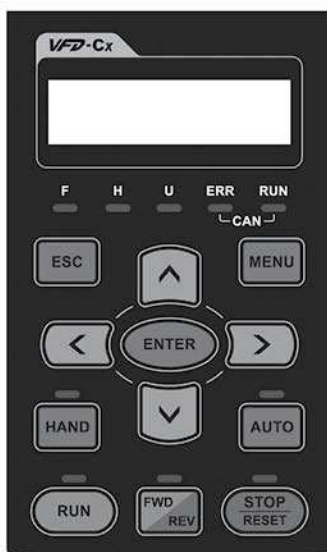 VFD-Cx
F H U ERR RUN
CAN
ESC MENU
ENTER
HAND AUTO
RUN FWD REV STOP RESET